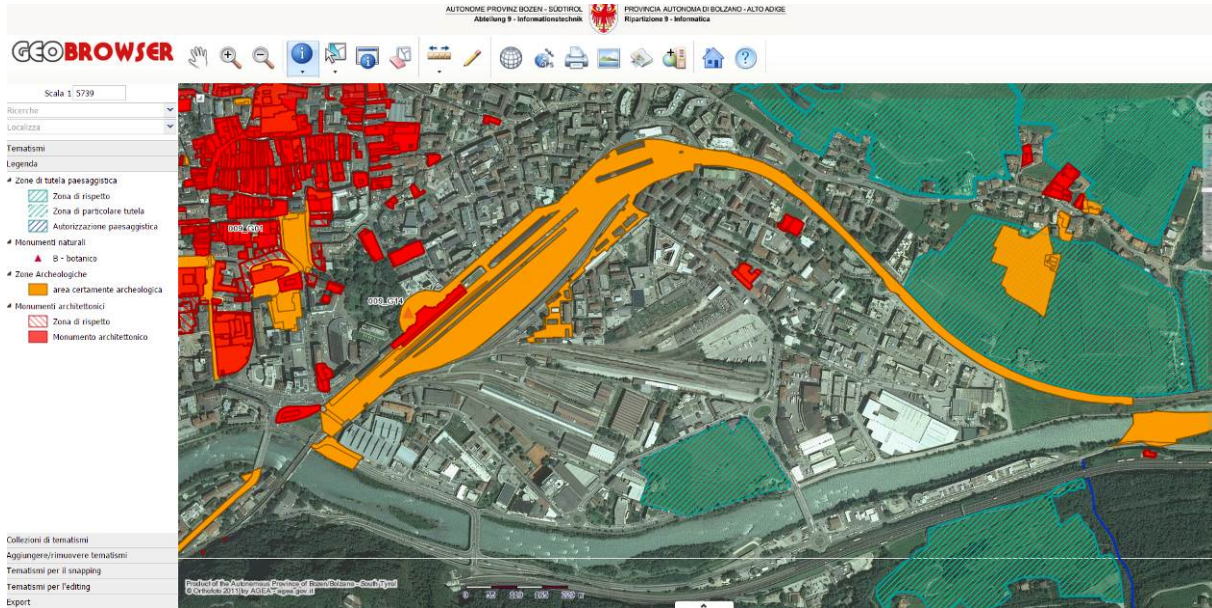 AUTONOME PROVINZ BOZEN - SÜDTIROL
Abteilung 9 - Informationstechnik
PROVINCIA AUTONOMA DI BOLZANO - ALTO ADIGE
Ripartizione 9 - Informatica
GEOBROWSER
Scala 1 5739
Ricerche
Localizza
Tematismi
Legenda
Zone di tutela paesaggistica
Zona di rispetto
Zona di particolare tutela
Autorizzazione paesaggistica
Monumenti naturali
B - botanico
Zone Archeologiche
area certamente archeologica
Monumenti architettonici
Zona di rispetto
Monumento architettonico
Collezioni di tematismi
Aggiungere/rimuovere tematismi
Tematismi per il snapping
Tematismi per l'editing
Export
009_G01
009_G14
Product of the Autonomous Province of Bozen/Bolzano - South Tyrol
© Orthofoto 2011 by AGEA - agea.gov.it